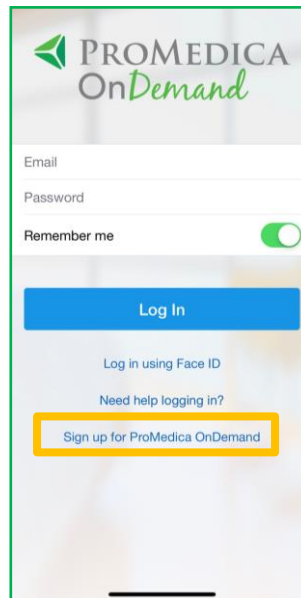 PROMEDICA
OnDemand
Email
Password
Remember me
Log In
Log in using Face ID
Need help logging in?
Sign up for ProMedica OnDemand